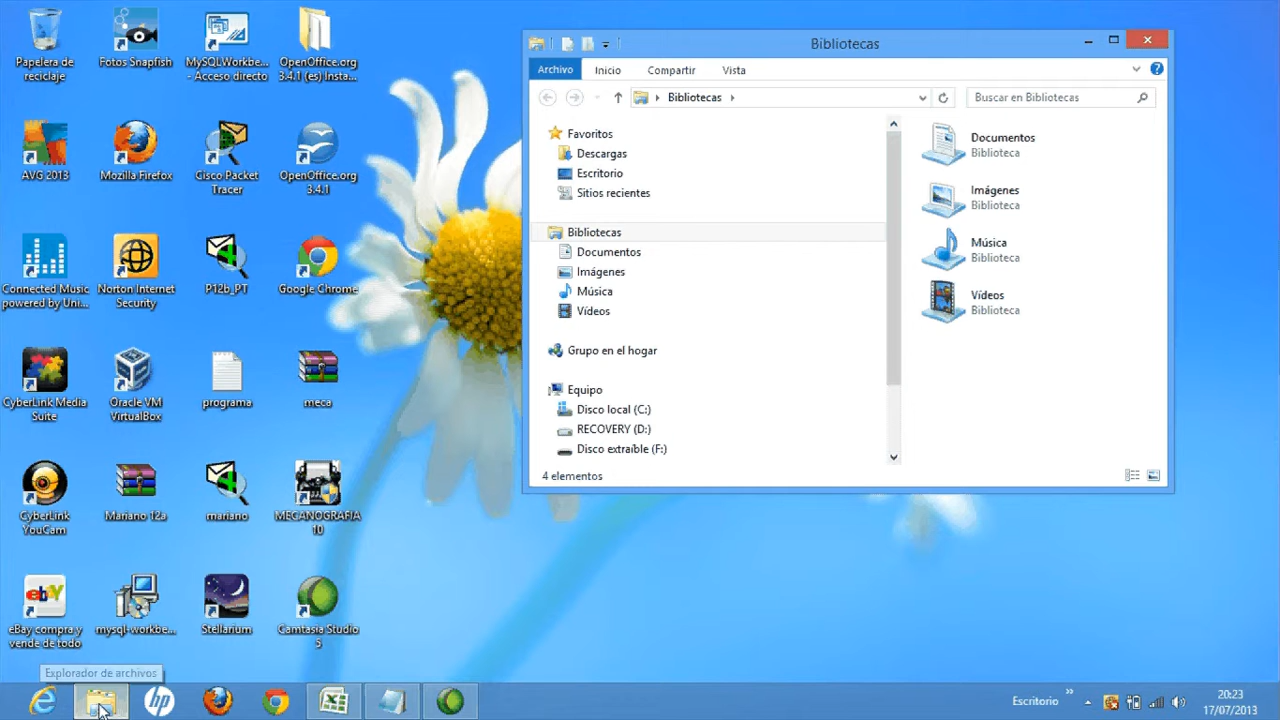 Papelera de
reciclaje
Fotos Snapfish
MySQLWorkbe...
- Acceso directo
OpenOffice.org
3.4.1 (es) Insta...
AVG 2013
Mozilla Firefox
Cisco Packet
Tracer
OpenOffice.org
3.4.1
Connected Music
powered by Uni...
Norton Internet
Security
P12b_PT
Google Chrome
CyberLink Media
Suite
Oracle VM
VirtualBox
programa
meca
CyberLink
YouCam
Mariano 12a
mariano
MECANOGRAFIA
10
eBay compra y
vende de todo
mysql-workbe...
Stellarium
Camtasia Studio
5
Bibliotecas
Archivo
Inicio
Compartir
Vista
Bibliotecas
Buscar en Bibliotecas
Favoritos
Descargas
Escritorio
Sitios recientes
Bibliotecas
Documentos
Imágenes
Música
Vídeos
Grupo en el hogar
Equipo
Disco local (C:)
RECOVERY (D:)
Disco extraíble (F:)
Documentos
Biblioteca
Imágenes
Biblioteca
Música
Biblioteca
Vídeos
Biblioteca
4 elementos
Explorador de archivos
hp
Escritorio
20:23
17/07/2013